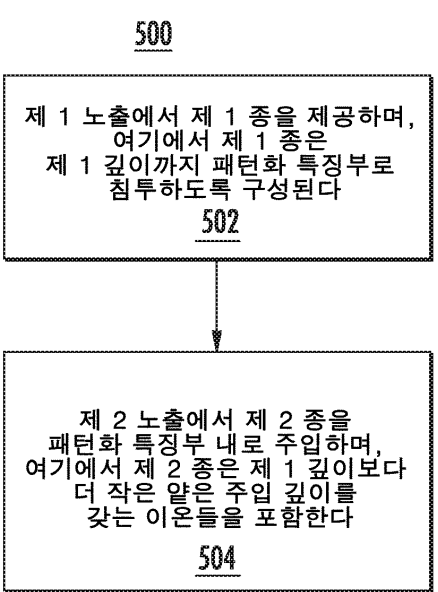 500
제 1 노출에서 제 1 종을 제공하며,
여기에서 제 1 종은
제 1 깊이까지 패턴화 특징부로
침투하도록 구성된다
502
제 2 노출에서 제 2 종을
패턴화 특징부 내로 주입하며,
여기에서 제 2 종은 제 1 깊이보다
더 작은 얕은 주입 깊이를
갖는 이온들을 포함한다
504